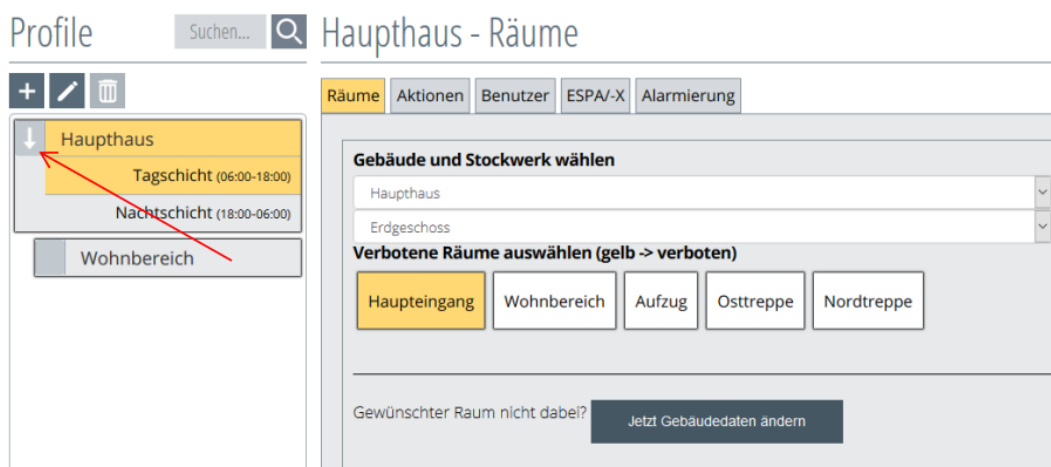 Profile
Suchen...
Haupthaus
Tagschicht (06:00-18:00)
Nachtschicht (18:00-06:00)
Wohnbereich
Haupthaus - Räume
Räume Aktionen Benutzer ESPA/-X Alarmierung
Gebäude und Stockwerk wählen
Haupthaus
Erdgeschoss
Verbotene Räume auswählen (gelb -> verboten)
Haupteingang Wohnbereich Aufzug Osttreppe Nordtreppe
Gewünschter Raum nicht dabei? Jetzt Gebäudedaten ändern